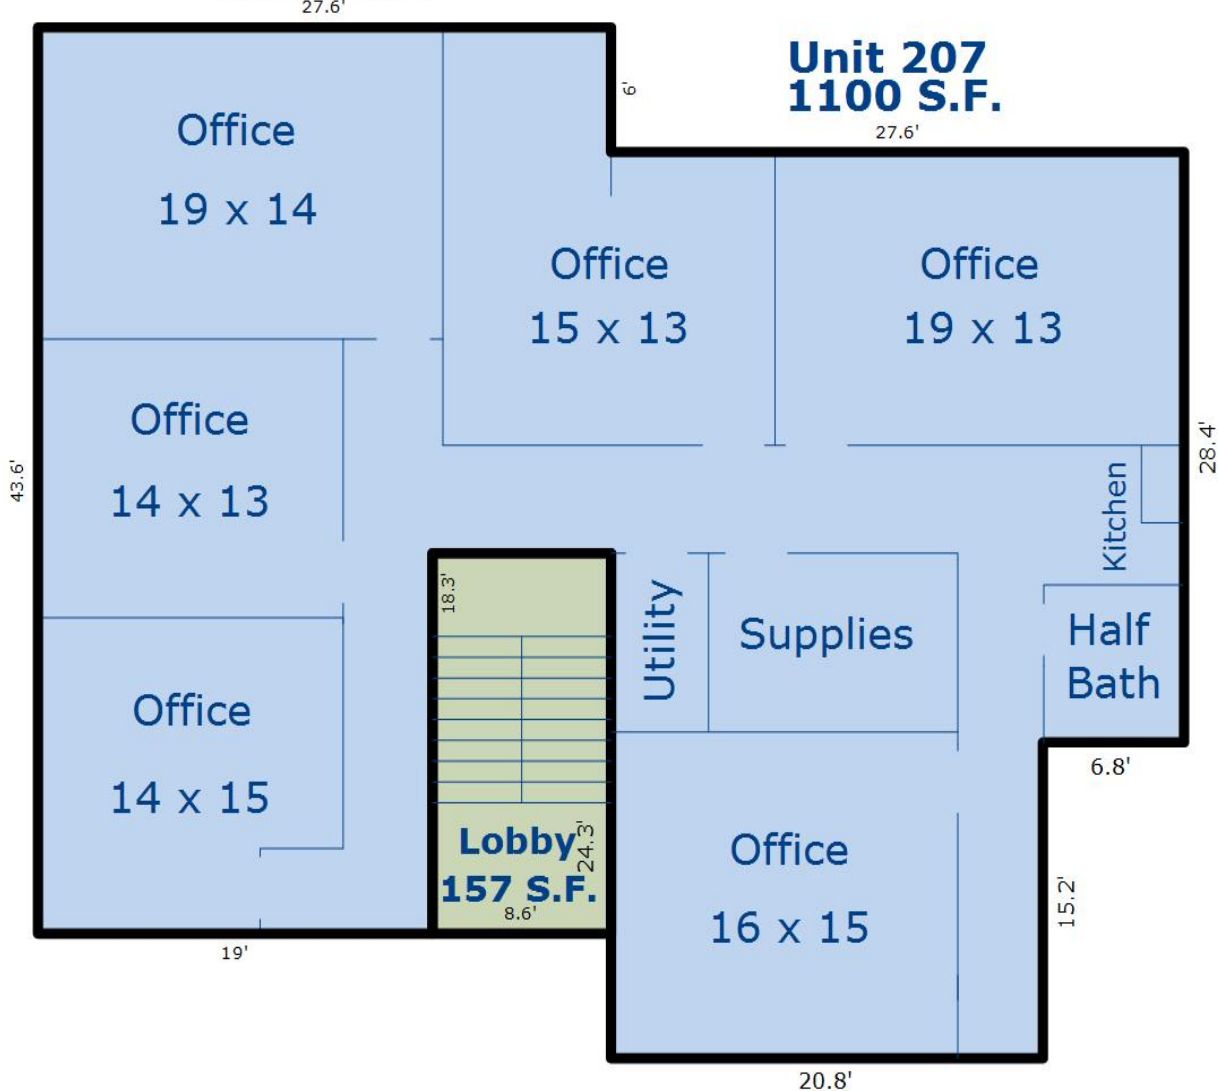 27.6'
Unit 207
1100 S.F.
6'
27.6'
Office
19 x 14
Office
15 x 13
Office
19 x 13
Office
14 x 13
43.6'
28.4'
Kitchen
18.3'
Utility
Supplies
Half
Bath
Office
14 x 15
6.8'
Lobby
157 S.F.
24.3'
8.6'
Office
16 x 15
15.2'
19'
20.8'